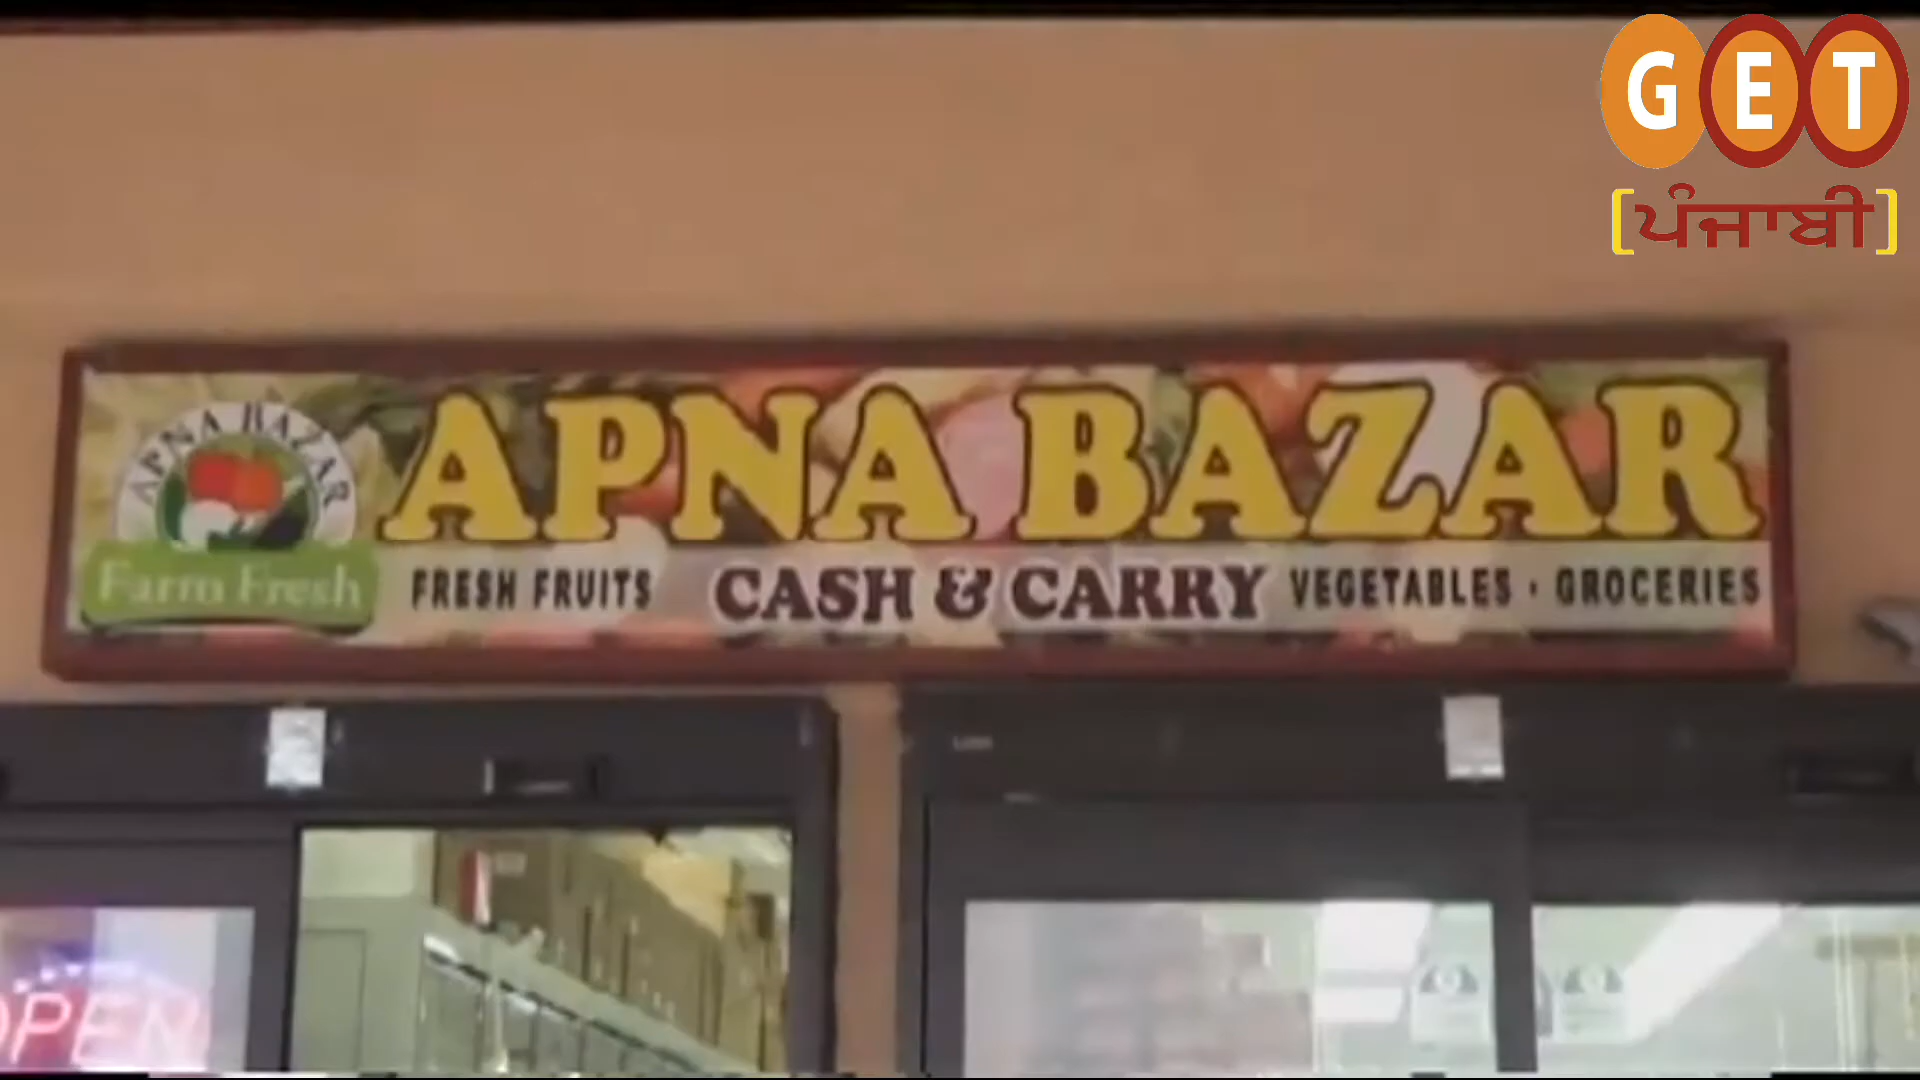 GET
[ਪੰਜਾਬੀ]
APNA BAZAR
APNA BAZAR
Farm Fresh
FRESH FRUITS CASH & CARRY VEGETABLES • GROCERIES
OPEN